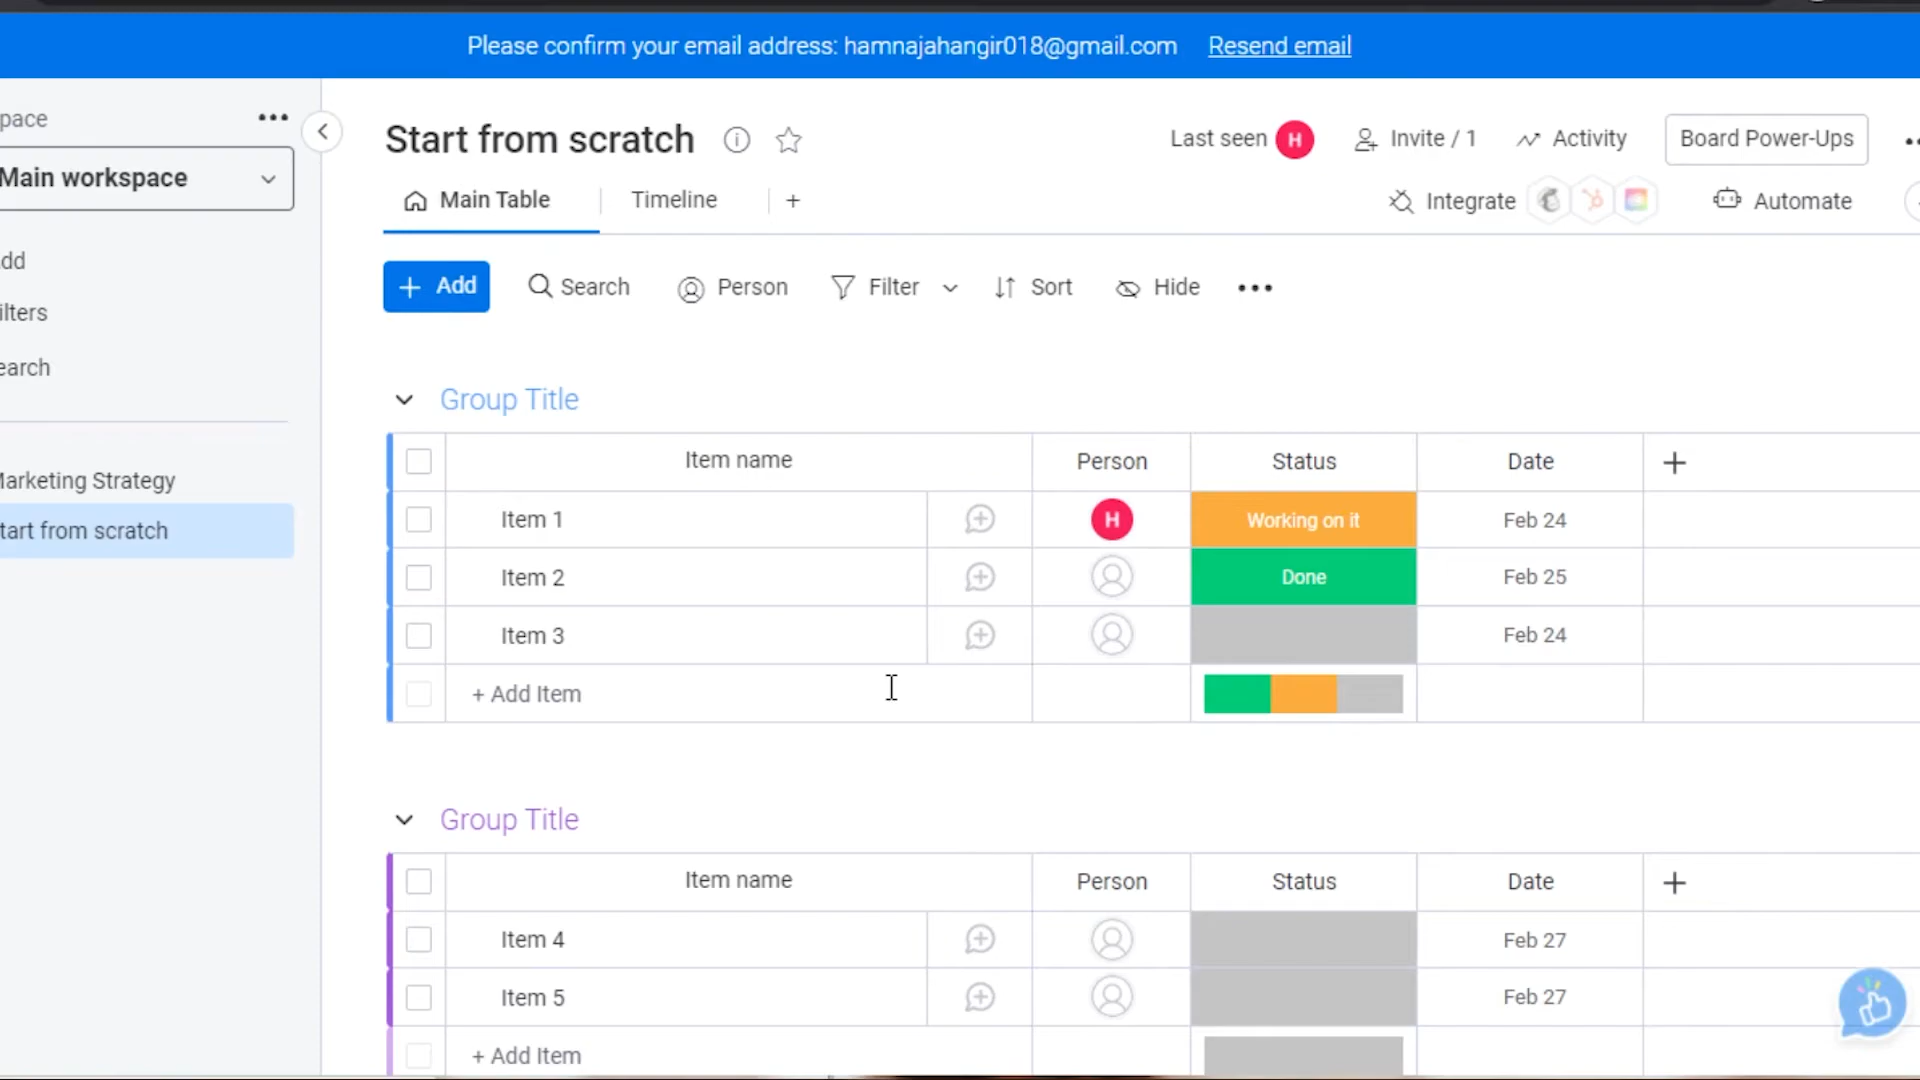 Please confirm your email address: hamnajahangir018@gmail.com Resend email
pace
Main workspace
dd
ilters
earch
Marketing Strategy
tart from scratch
Start from scratch
Last seen H Invite / 1 Activity Board Power-Ups
Main Table Timeline +
Integrate Automate
+ Add Search Person Filter Sort Hide
Group Title
Item name Person Status Date +
Item 1 H Working on it Feb 24
Item 2 Done Feb 25
Item 3 Feb 24
+ Add Item
Group Title
Item name Person Status Date +
Item 4 Feb 27
Item 5 Feb 27
+ Add Item